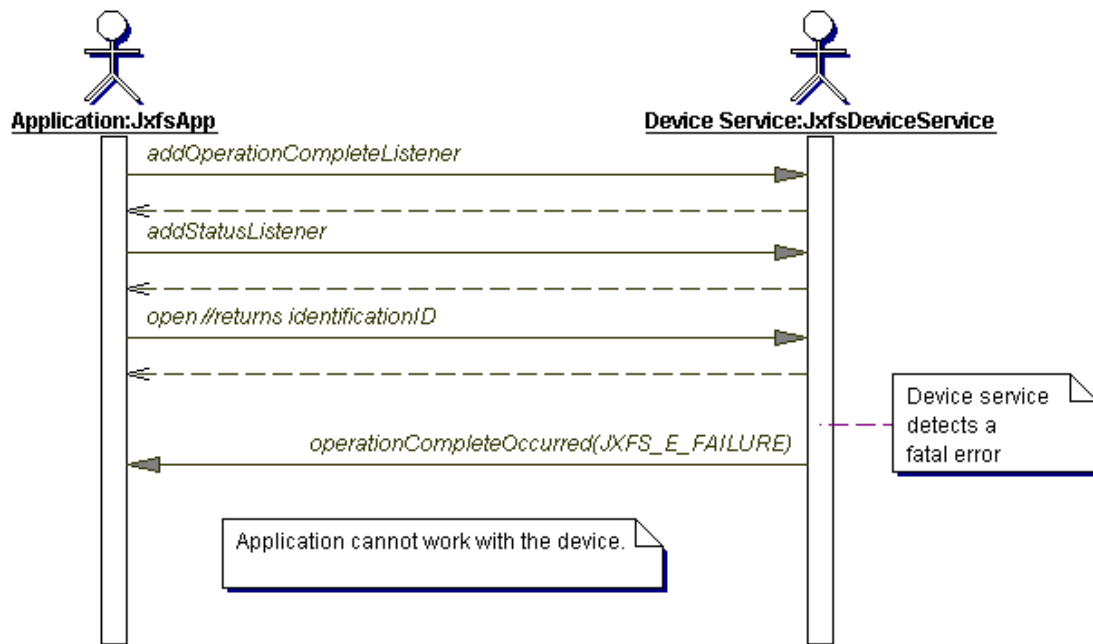 Application:JxfsApp
Device Service:JxfsDeviceService
addOperationCompleteListener
addStatusListener
open //returns identificationID
Device service
detects a
fatal error
operationCompleteOccurred(JXFS_E_FAILURE)
Application cannot work with the device.